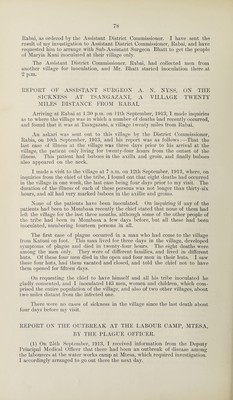 78
Rabai, as ordered by the Assistant District Commissioner. I have sent the
result of my investigation to Assistant District Commissioner, Rabai, and have
requested him to arrange with Sub-Assistant Surgeon Bhatt to get the people
of Maryia Kani inoculated at their village only.
The Assistant District Commissioner, Rabai, had collected men from
another village for inoculation, and Mr. Bhatt started inoculation there at
2 p.m.
REPORT OF ASSISTANT SURGEON A. N. NYSS, ON THE
SICKNESS AT TSANGAZANI, A VILLAGE TWENTY
MILES DISTANCE FROM RABAI
Arriving at Rabai at 1.20 p.m. on 11th September, 1913, I made inquiries
as to where the village was in which a number of deaths had recently occurred,
and found that it was at Tsangazani, a village twenty miles from Rabai.
An askari was sent out to this village by the District Commissioner,
Rabai, on 10th September, 1913, and his report was as follows:—That the
last case of illness at the village was three days prior to his arrival at the
village, the patient only living for twenty-four hours from the outset of the
illness. This patient had buboes in the axilla and groin, and finally buboes
also appeared on the neck.
I made a visit to the village at 7 a.m. on 12th September, 1913, where, on
inquiries from the chief of the tribe, I found out that eight deaths had occurred
in the village in one week, the last one being four days prior to my visit. The
duration of the illness of each of these persons was not longer than thirty-six
hours, and all had very marked buboes in the axillæ and groins.
None of the patients have been inoculated. On inquiring if any of the
patients had been to Mombasa recently the chief stated that none of them had
left the village for the last three months, although some of the other people of
the tribe had been in Mombasa a few days before, but all these had been
inoculated, numbering fourteen persons in all.
The first case of plague occurred in a man who had come to the village
from Kaimai on foot. This man lived for three days in the village, developed
symptoms of plague and died in twenty-four hours. The eight deaths were
among the men only. They were of different families, and lived in different
huts. Of these four men died in the open and four men in their huts. I saw
these four huts, had them vacated and closed, and told the chief not to have
them opened for fifteen days.
On requesting the chief to have himself and all his tribe inoculated he
gladly consented, and I inoculated 143 men, women and children, which com-
prised the entire population of the village, and also of two other villages, about
two miles distant from the infected one.
There were no cases of sickness in the village since the last death about
four days before my visit.
REPORT ON THE OUTBREAK AT THE LABOUR CAMP, MTESA,
BY THE PLAGUE OFFICER.
(1) On 25th September, 1913, I received information from the Deputy
Principal Medical Officer that there had been an outbreak of disease among
the labourers at the water works camp at Mtesa, which required investigation.
I accordingly arranged to go out there the next day.